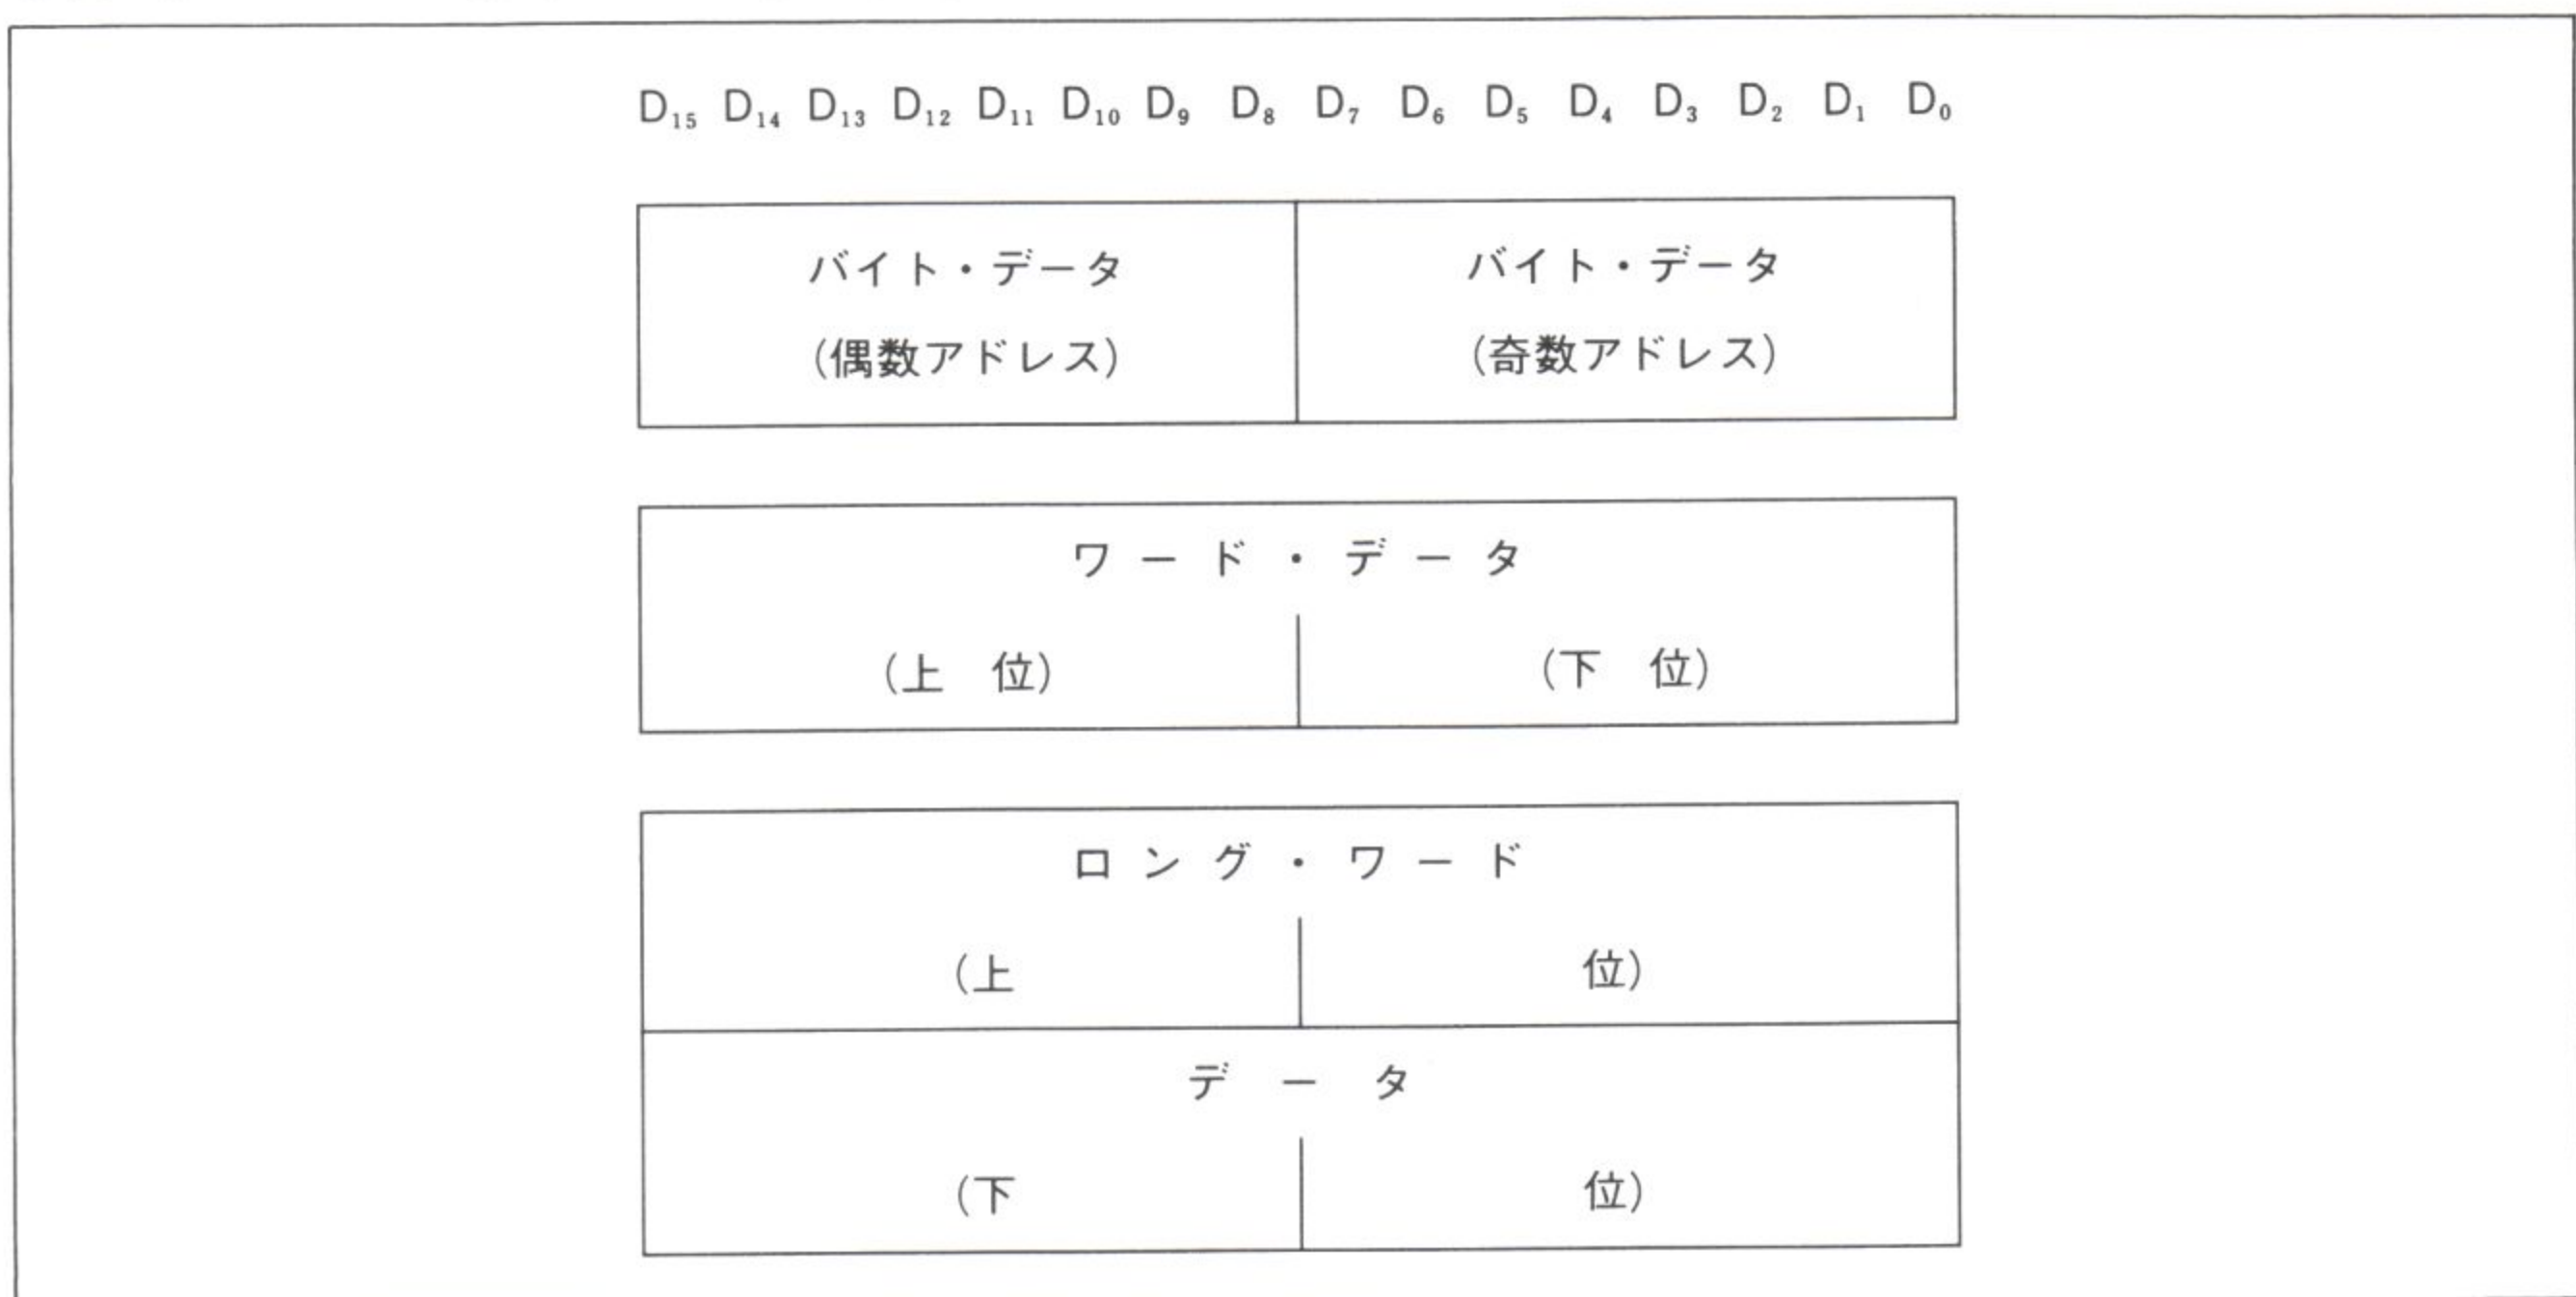 D₁₅ D₁₄ D₁₃ D₁₂ D₁₁ D₁₀ D₉ D₈ D₇ D₆ D₅ D₄ D₃ D₂ D₁ D₀
バイト・データ バイト・データ
(偶数アドレス) (奇数アドレス)
ワード・データ
(上 位) (下 位)
ロング・ワード
(上 位)
データ
(下 位)